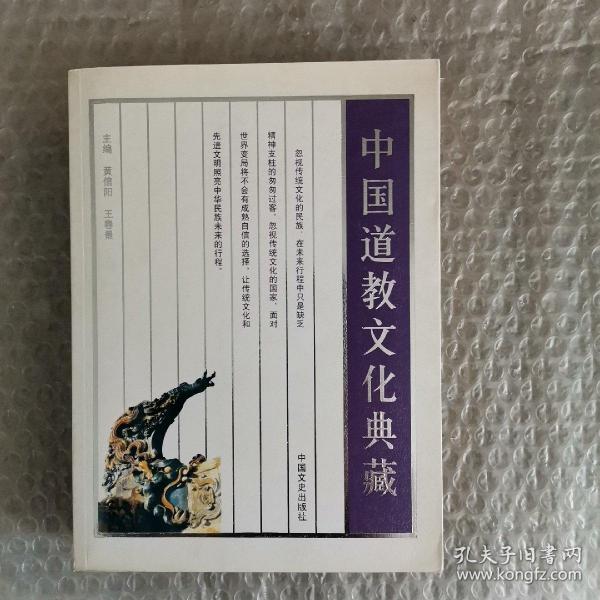 中国道教文化典藏
忽视传统文化的民族，在未来行程中只是缺乏
精神支柱的匆匆过客，忽视传统文化的国家，面对
世界变局将不会有成熟自信的选择，让传统文化和
先进文明照亮中华民族未来的行程。
主编 黄信阳 王春景
中国文史出版社
孔夫子旧书网
www.kongfz.com